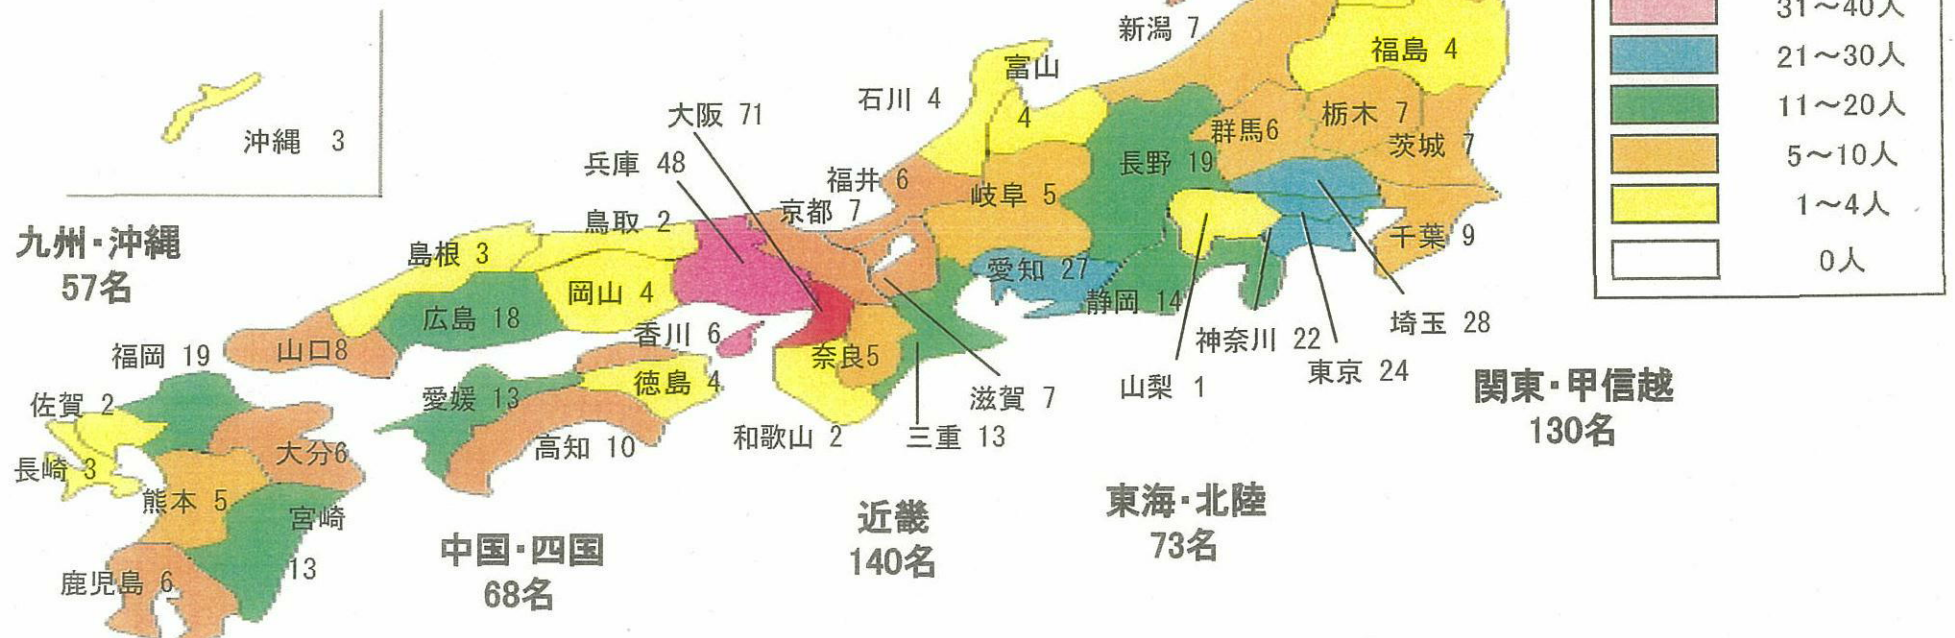 31～40人
21～30人
11～20人
5～10人
1～4人
0人
新潟 7
福島 4
富山
4
石川 4
栃木 7
群馬6
茨城 7
大阪 71
沖縄 3
兵庫 48
長野 19
福井 6
岐阜 5
京都 7
鳥取 2
千葉 9
九州・沖縄
57名
島根 3
愛知 27
岡山 4
静岡 14
広島 18
香川 6
神奈川 22
埼玉 28
福岡 19
山口8
奈良5
東京 24
徳島 4
山梨 1
関東・甲信越
130名
佐賀 2
愛媛 13
滋賀 7
和歌山 2
三重 13
高知 10
大分6
長崎 3
熊本 5
宮崎
13
東海・北陸
73名
近畿
140名
中国・四国
68名
鹿児島 6